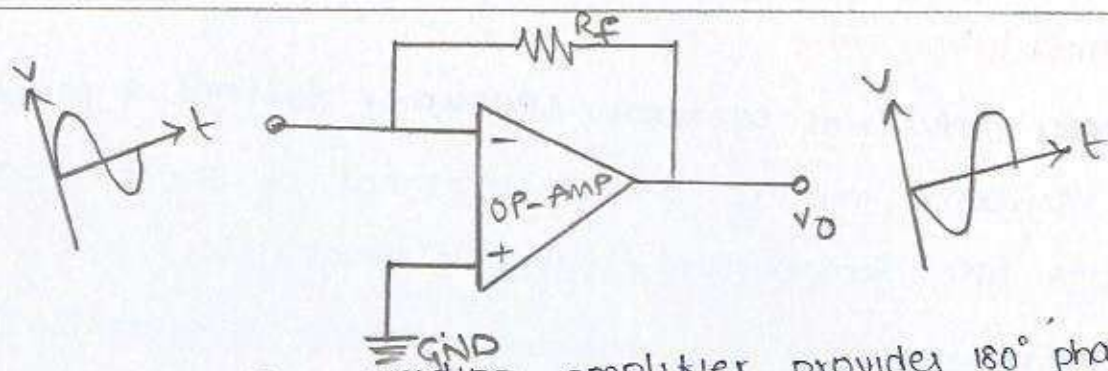 Rf
V
t
-
OP-AMP
+
Vo
V
t
GND
amplifier provides 180° pha